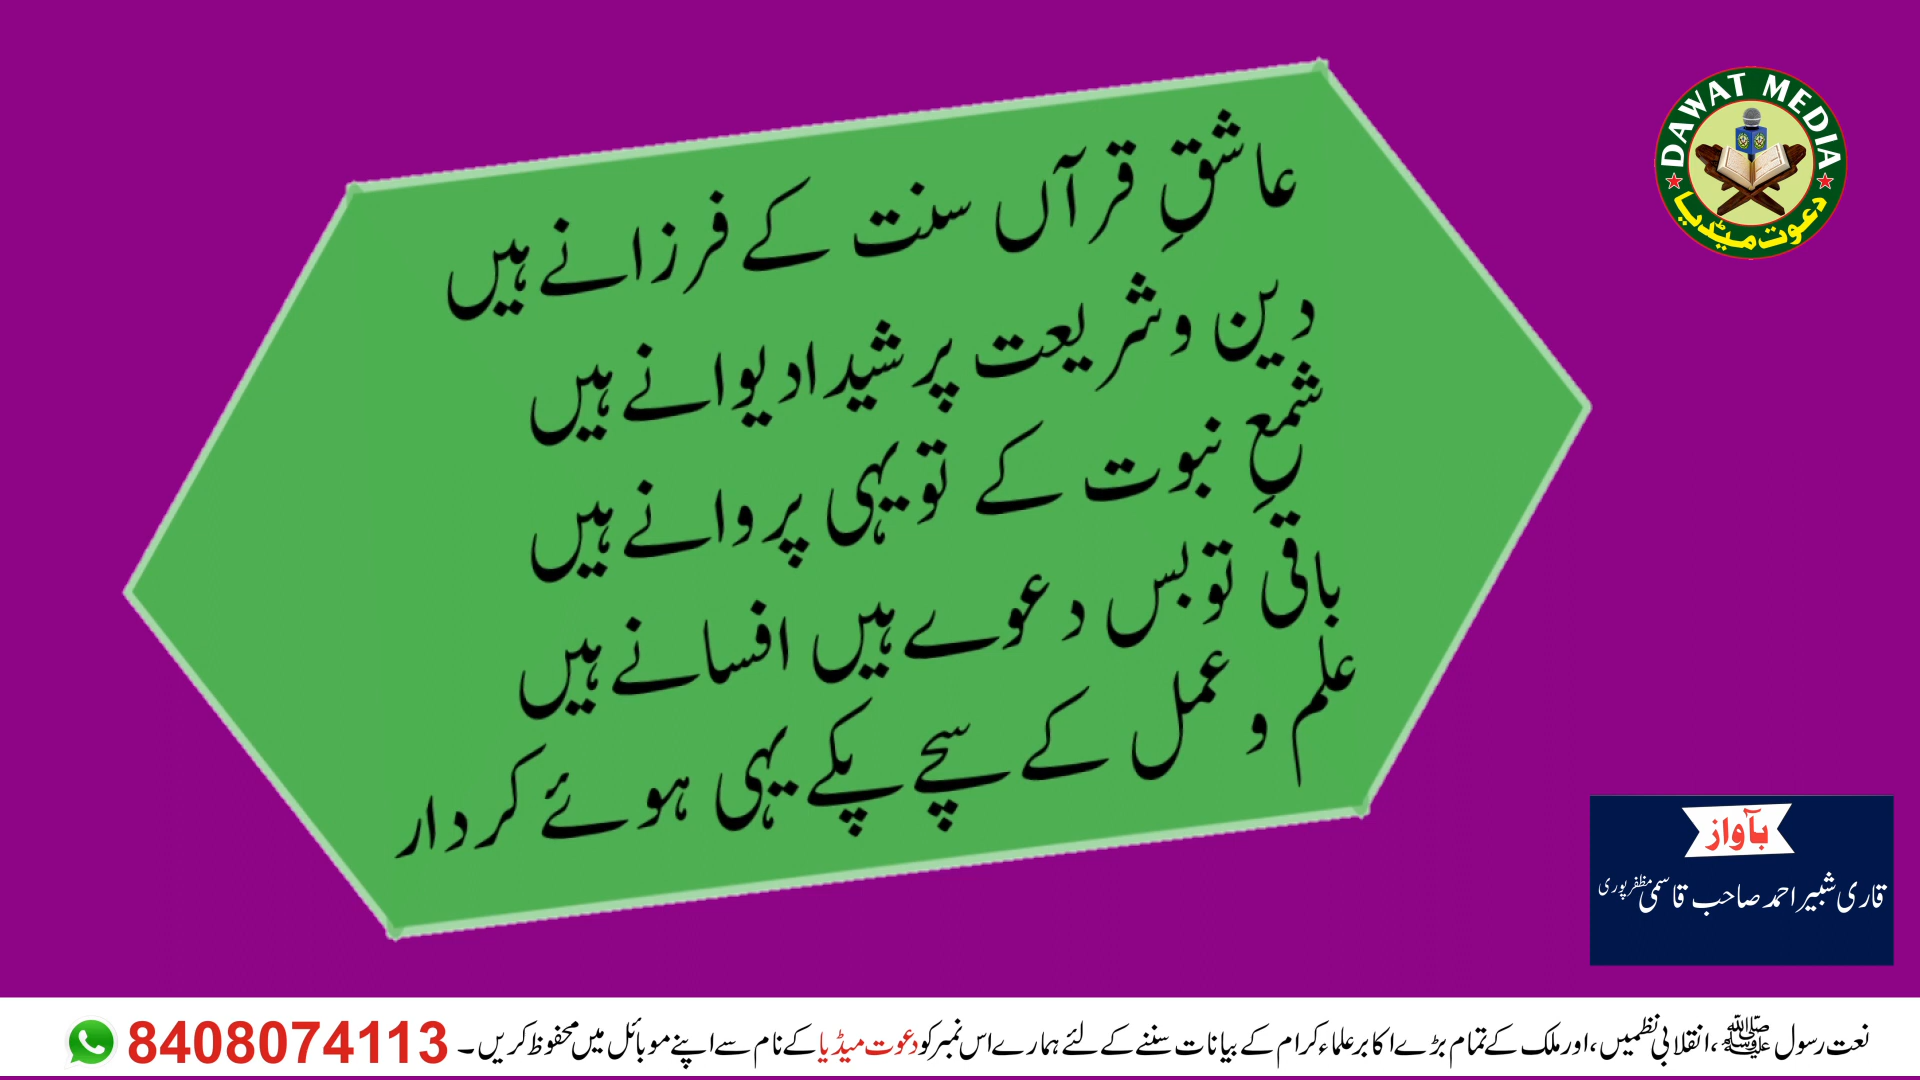 عاشقِ قرآں سنت کے فرزانے ہیں
دین و شریعت پر شیدا دیوانے ہیں
شمعِ نبوت کے تو یہی پروانے ہیں
باقی تو بس دعوے ہیں افسانے ہیں
علم و عمل کے سچے پکے یہی ہوئے کردار
DAWAT MEDIA
دعوت میڈیا
بآواز
قاری شبیر احمد صاحب قاسمی مظفرپوری
نعت رسول ﷺ، انقلابی نظمیں، اور ملک کے تمام بڑے اکابر علماء کرام کے بیانات سننے کے لئے ہمارے اس نمبر کو دعوت میڈیا کے نام سے اپنے موبائل میں محفوظ کریں۔ 8408074113